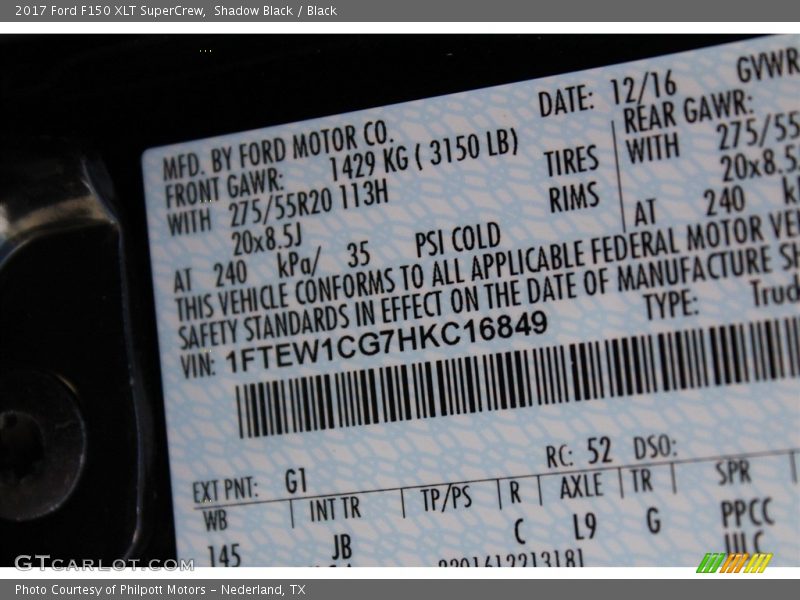 2017 Ford F150 XLT SuperCrew, Shadow Black / Black
MFD. BY FORD MOTOR CO.
DATE: 12/16
GVWR
FRONT GAWR: 1429 KG ( 3150 LB)
REAR GAWR:
WITH 275/55R20 113H TIRES
WITH 275/55
20x8.5J RIMS
20x8.5
AT 240 kPa/ 35 PSI COLD
AT 240
THIS VEHICLE CONFORMS TO ALL APPLICABLE FEDERAL MOTOR
SAFETY STANDARDS IN EFFECT ON THE DATE OF MANUFACTURE
VIN: 1FTEW1CG7HKC16849
TYPE:
EXT PNT: G1 RC: 52 DSO:
WB INT TR TP/PS R AXLE TR SPR
145 JB C L9 G PPCC
GTCarLot.com
Photo Courtesy of Philpott Motors - Nederland, TX